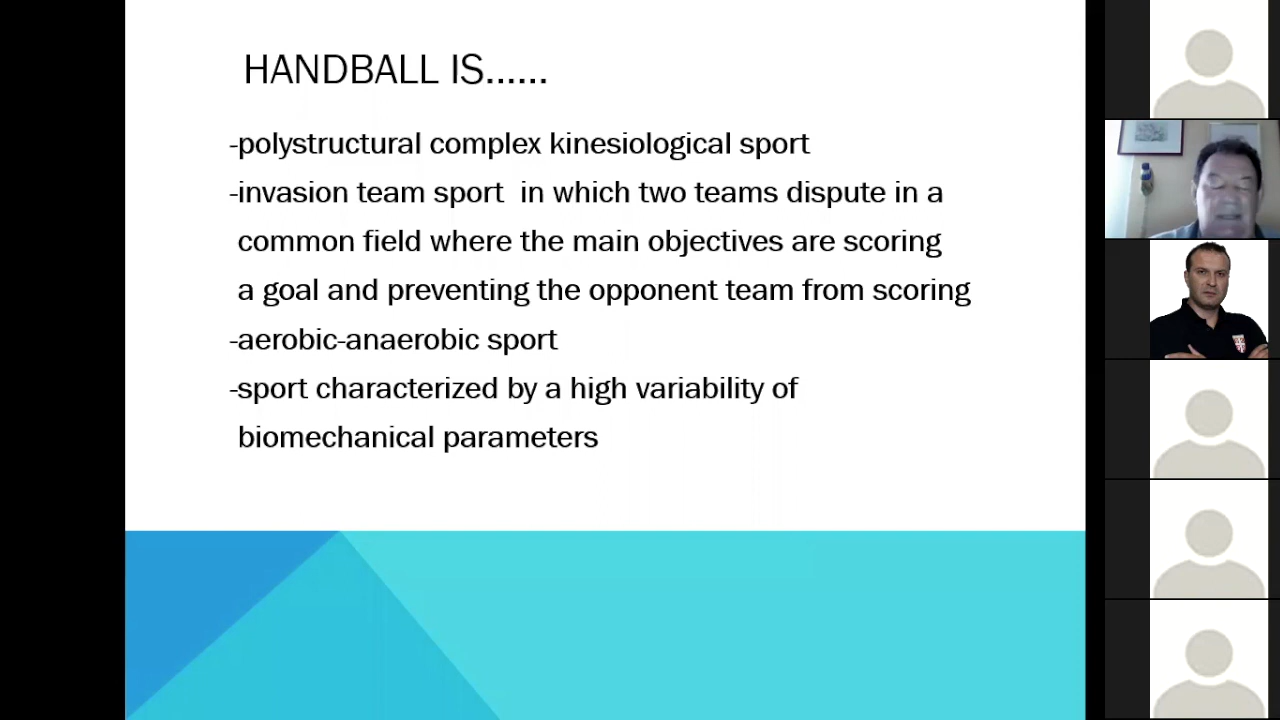 HANDBALL IS......
-polystructural complex kinesiological sport
-invasion team sport  in which two teams dispute in a
common field where the main objectives are scoring
a goal and preventing the opponent team from scoring
-aerobic-anaerobic sport
-sport characterized by a high variability of
biomechanical parameters